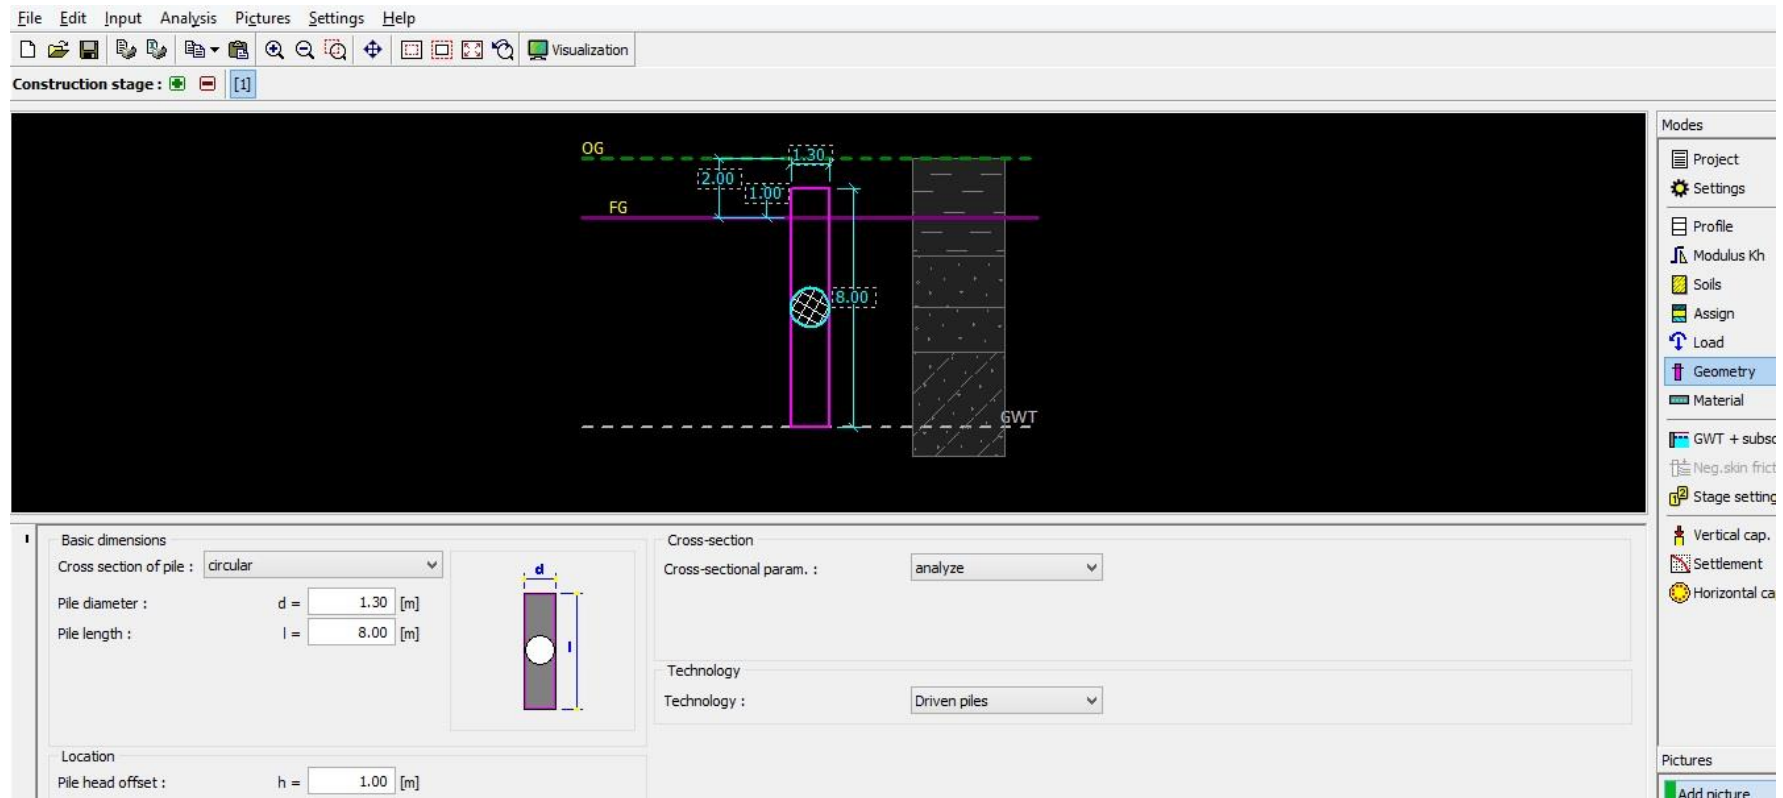 File Edit Input Analysis Pictures Settings Help
Visualization
Construction stage : [1]
OG
1.30
2.00
1.00
FG
8.00
GWT
Modes
Project
Settings
Profile
Modulus Kh
Soils
Assign
Load
Geometry
Material
GWT + subso
Neg.skin frict
Stage setting
Vertical cap.
Settlement
Horizontal ca
Basic dimensions
Cross section of pile : circular
Pile diameter : d = 1.30 [m]
Pile length : l = 8.00 [m]
d
l
Location
Pile head offset : h = 1.00 [m]
Cross-section
Cross-sectional param. : analyze
Technology
Technology : Driven piles
Pictures
Add picture